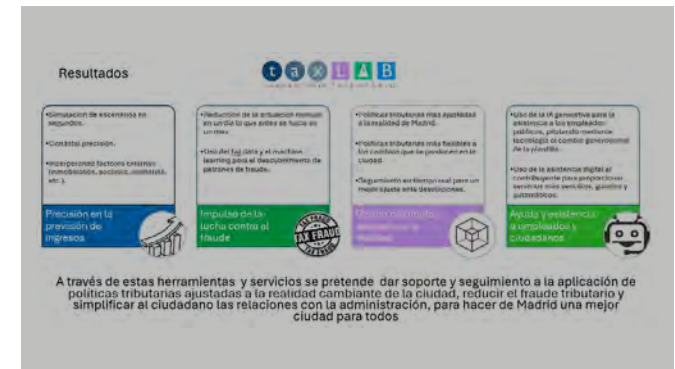 Resultados
taxLAB
•Simulación de escenarios en
segundos.
•Constatar precisión.
•Incorporando factores externos
(inmobiliarios, sociales,
etc.).
Precisión en la
previsión de
ingresos
•Reducción de la actuación manual
en un día lo que antes se hacía en
un mes.
•Uso del big data y el machine
learning para el descubrimiento de
patrones de fraude.
Impulso de la
lucha contra el
fraude
TAX FRAUD
•Políticas tributarias más ajustadas
a la realidad de Madrid.
•Políticas tributarias más flexibles a
los cambios que se producen en la
ciudad.
•Seguimiento en tiempo real para un
mejor ajuste ante desviaciones.
•Uso de la IA generativa para la
asistencia a los empleados
públicos, pilotando mediante
tecnología el cambio generacional
de la plantilla.
•Uso de la asistencia digital al
contribuyente para proporcionar
servicios más sencillos, guiados y
automáticos.
Ayuda y asistencia
a empleados y
ciudadanos
A través de estas herramientas y servicios se pretende dar soporte y seguimiento a la aplicación de
políticas tributarias ajustadas a la realidad cambiante de la ciudad, reducir el fraude tributario y
simplificar al ciudadano las relaciones con la administración, para hacer de Madrid una mejor
ciudad para todos